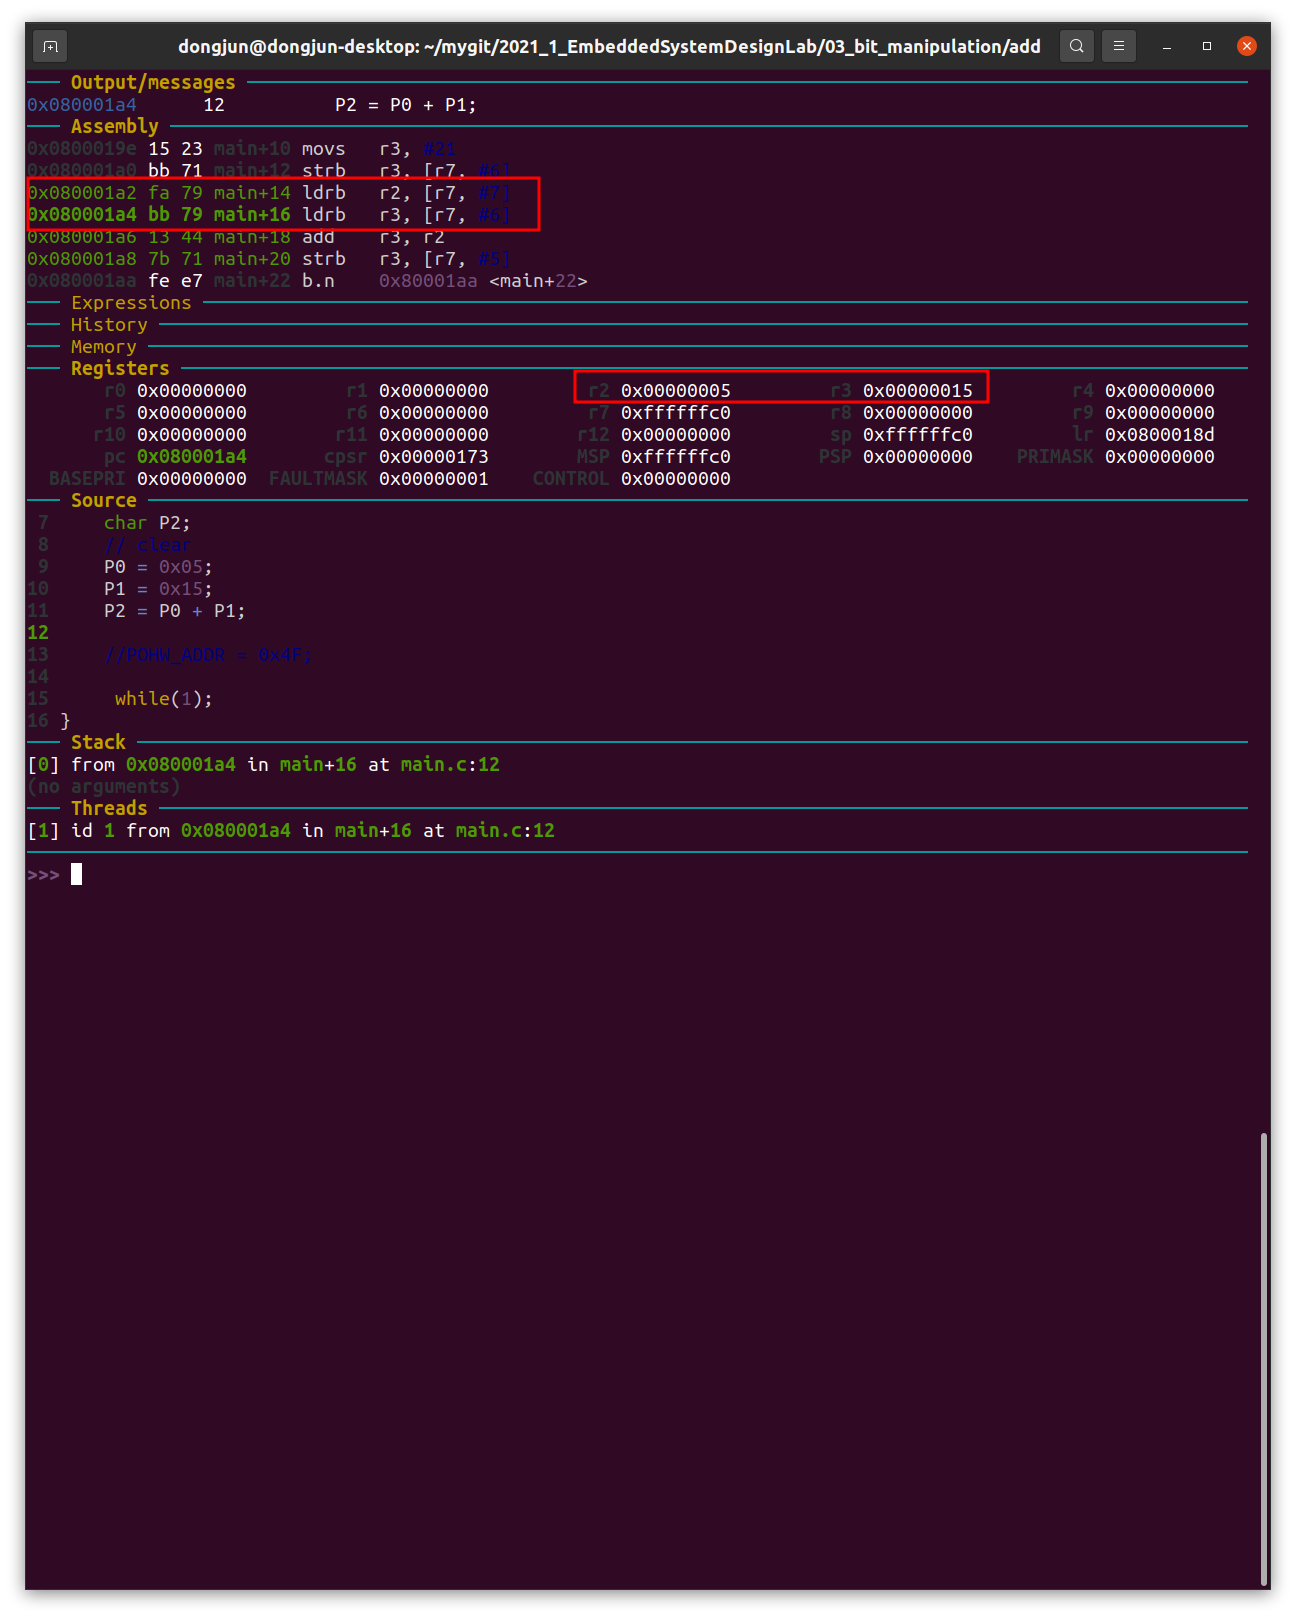 dongjun@dongjun-desktop: ~/mygit/2021_1_EmbeddedSystemDesignLab/03_bit_manipulation/add
Output/messages
0x080001a4 12 P2 = P0 + P1;
Assembly
0x0800019e 15 23 main+10 movs r3, #21
0x080001a0 bb 71 main+12 strb r3, [r7, #6]
0x080001a2 fa 79 main+14 ldrb r2, [r7, #7]
0x080001a4 bb 79 main+16 ldrb r3, [r7, #6]
0x080001a6 13 44 main+18 add r3, r2
0x080001a8 7b 71 main+20 strb r3, [r7, #5]
0x080001aa fe e7 main+22 b.n 0x80001aa <main+22>
Expressions
History
Memory
Registers
r0 0x00000000 r1 0x00000000 r2 0x00000005 r3 0x00000015 r4 0x00000000
r5 0x00000000 r6 0x00000000 r7 0xffffffc0 r8 0x00000000 r9 0x00000000
r10 0x00000000 r11 0x00000000 r12 0x00000000 sp 0xffffffc0 lr 0x0800018d
pc 0x080001a4 cpsr 0x00000173 MSP 0xffffffc0 PSP 0x00000000 PRIMASK 0x00000000
BASEPRI 0x00000000 FAULTMASK 0x00000001 CONTROL 0x00000000
Source
7 char P2;
8 // clear
9 P0 = 0x05;
10 P1 = 0x15;
11 P2 = P0 + P1;
12
13 //POHW_ADDR = 0x4F;
14
15 while(1);
16 }
Stack
[0] from 0x080001a4 in main+16 at main.c:12
(no arguments)
Threads
[1] id 1 from 0x080001a4 in main+16 at main.c:12
>>>